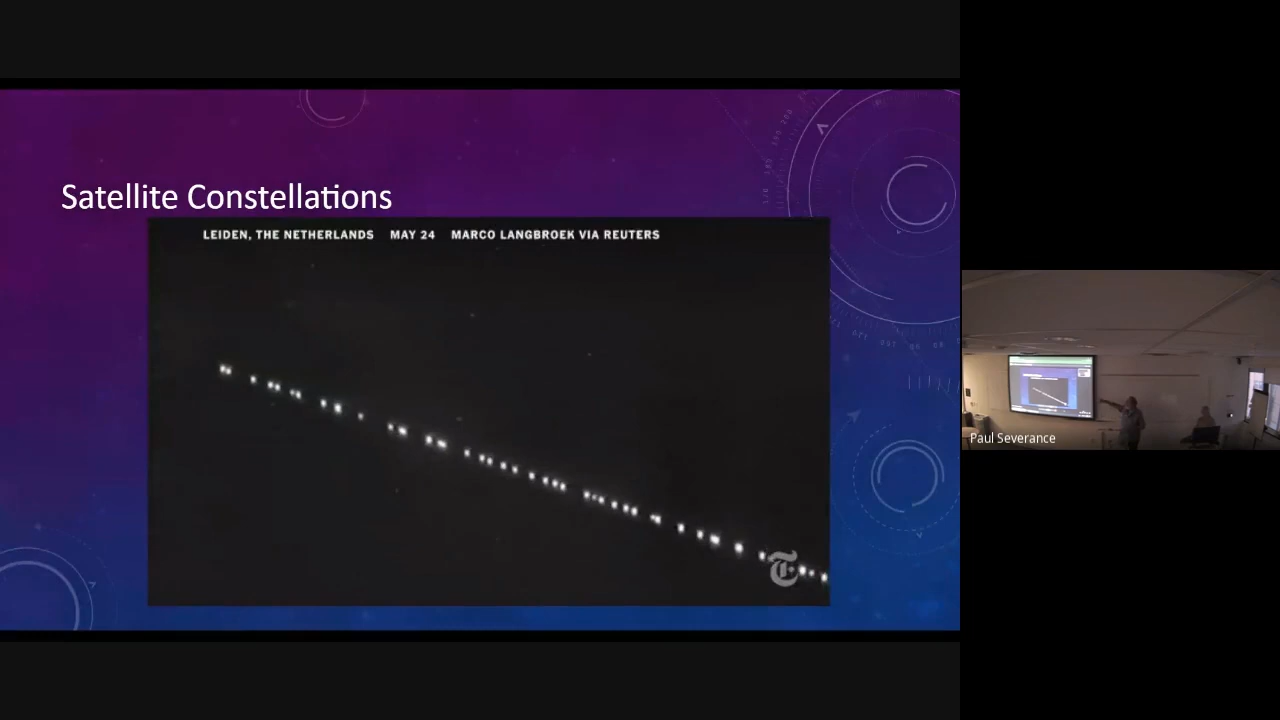 Satellite Constellations
LEIDEN, THE NETHERLANDS MAY 24 MARCO LANGBROEK VIA REUTERS
T
Paul Severance